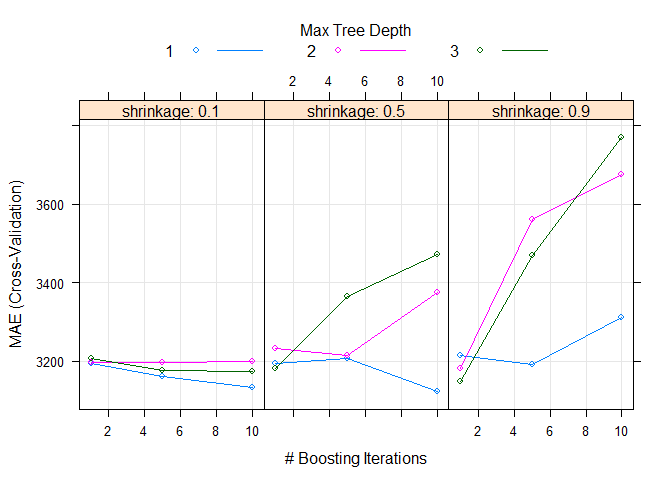 Max Tree Depth
1 2 3
2 4 6 8 10
shrinkage: 0.1 shrinkage: 0.5 shrinkage: 0.9
3600
3400
3200
MAE (Cross-Validation)
2 4 6 8 10 2 4 6 8 10
# Boosting Iterations